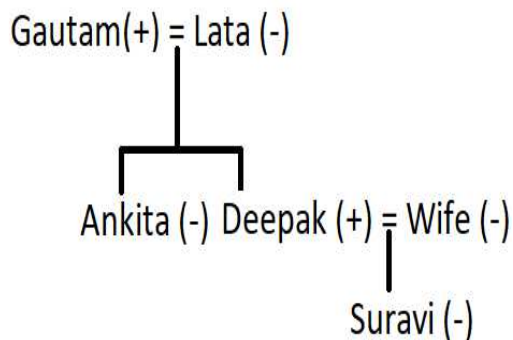 Gautam(+) = Lata (-)
Ankita (-) Deepak (+) = Wife (-)
Suravi (-)